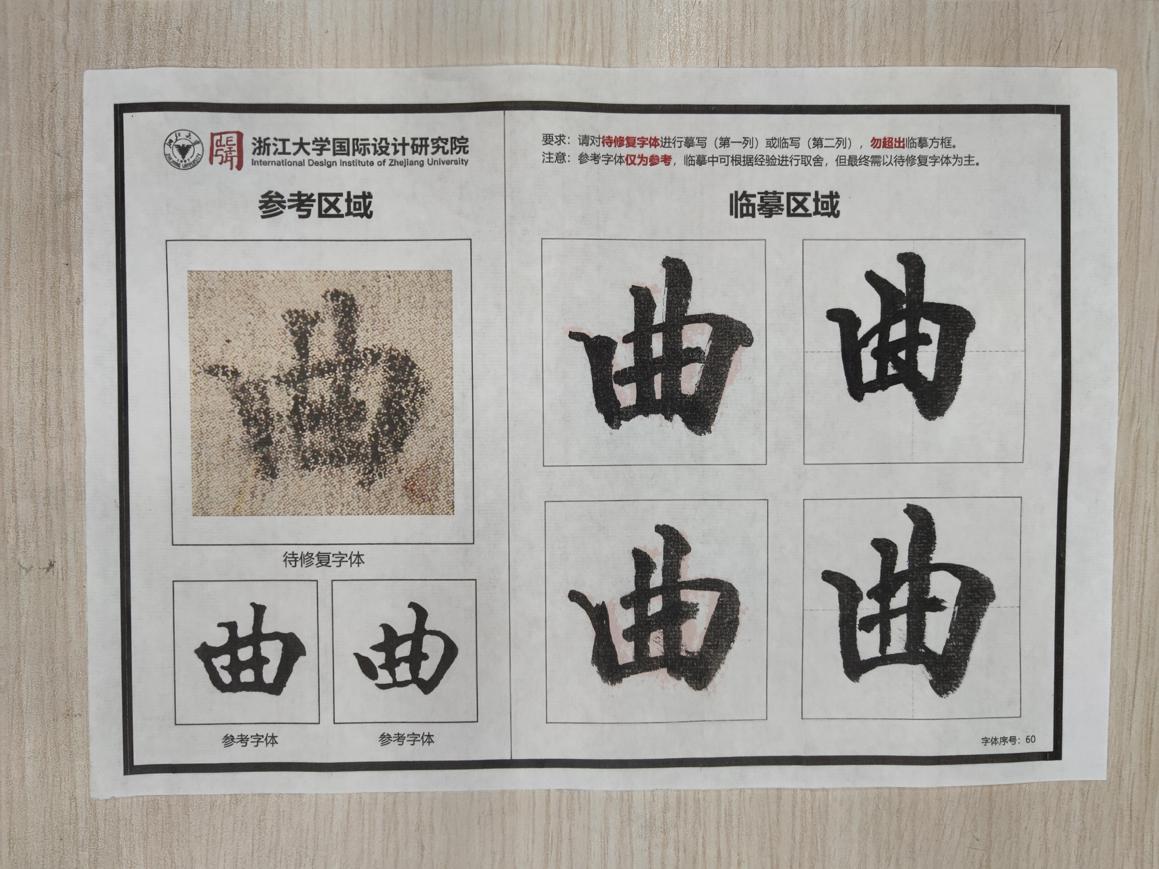 浙江大学国际设计研究院
International Design Institute of Zhejiang University
要求：请对待修复字体进行摹写（第一列）或临写（第二列），勿超出临摹方框。
注意：参考字体仅为参考，临摹中可根据经验进行取舍，但最终需以待修复字体为主。
参考区域
临摹区域
曲
曲 曲
待修复字体
曲 曲
曲 曲
参考字体 参考字体
字体序号：60